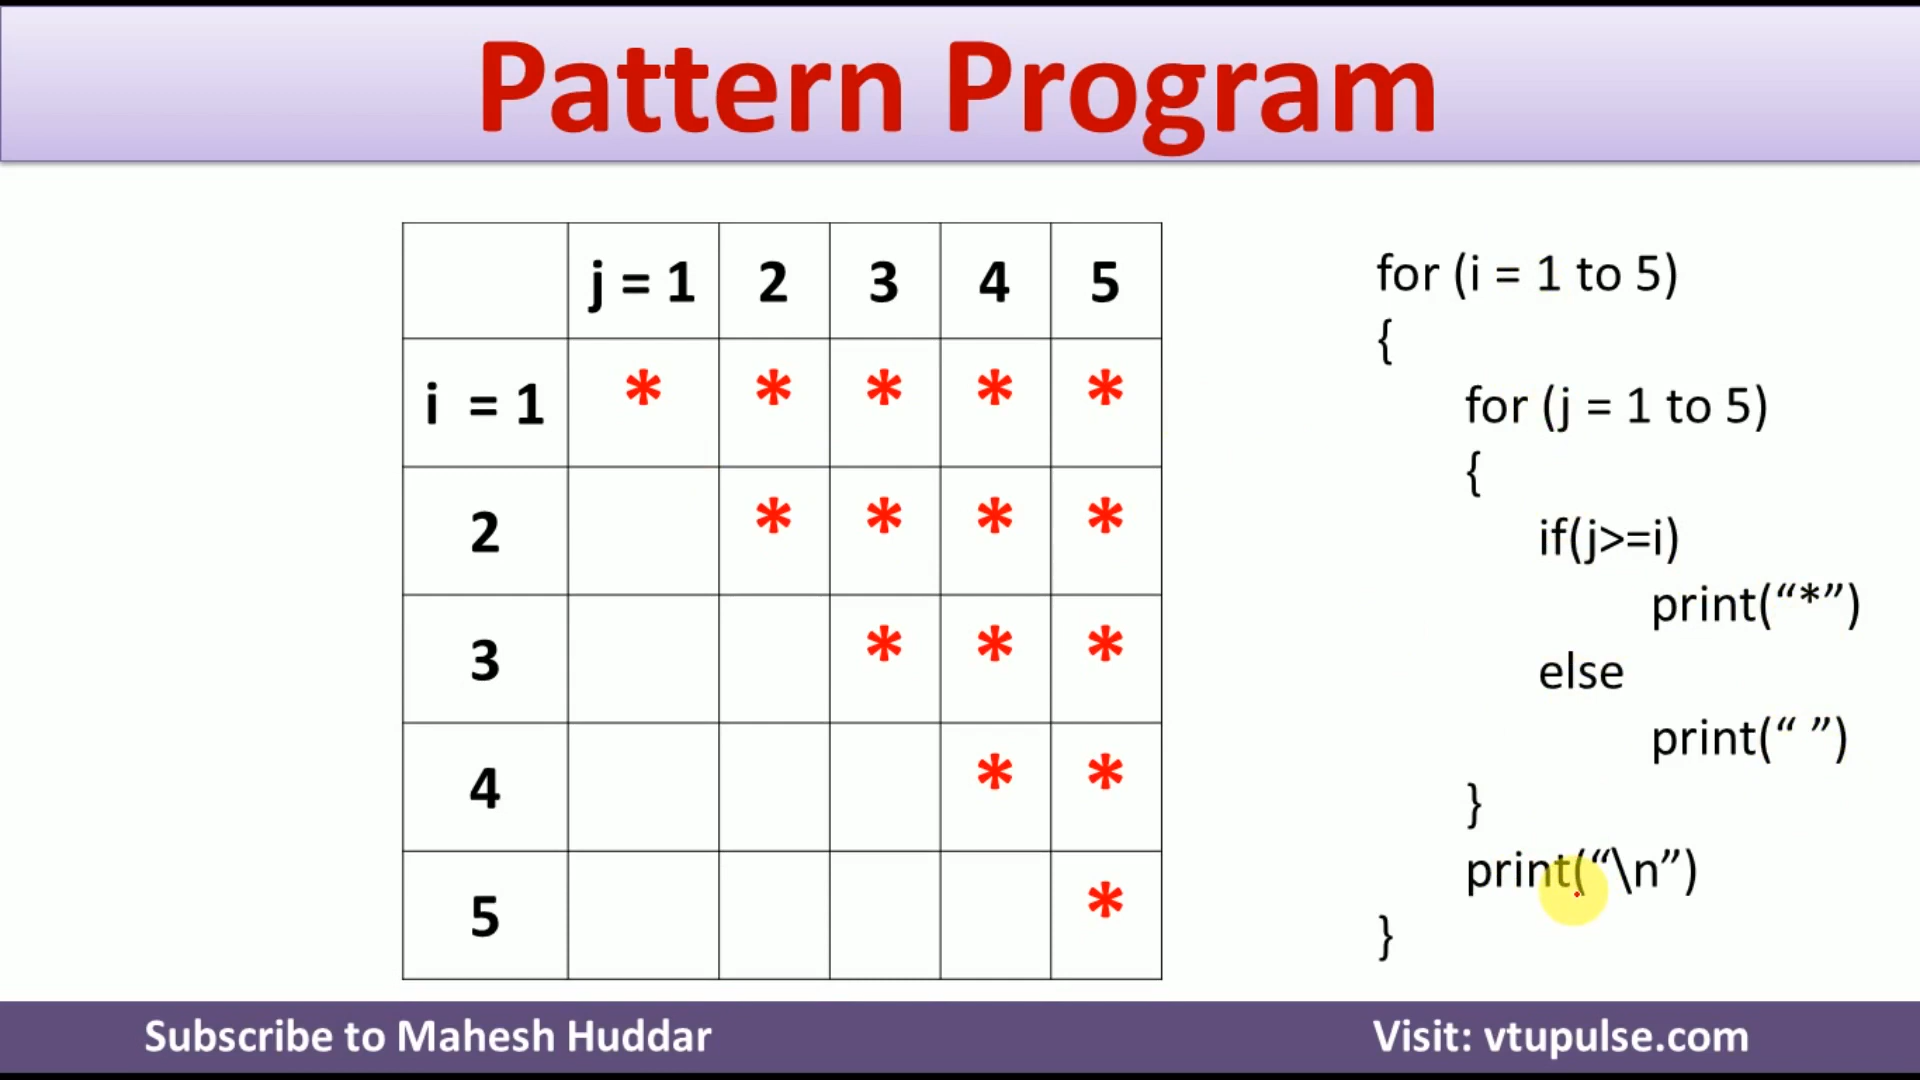 Pattern Program
j = 1 2 3 4 5
i = 1 * * * * *
2 * * * *
3 * * *
4 * *
5 *
for (i = 1 to 5)
{
for (j = 1 to 5)
{
if(j>=i)
print(“*”)
else
print(“ ”)
}
print(“\n”)
}
Subscribe to Mahesh Huddar
Visit: vtupulse.com